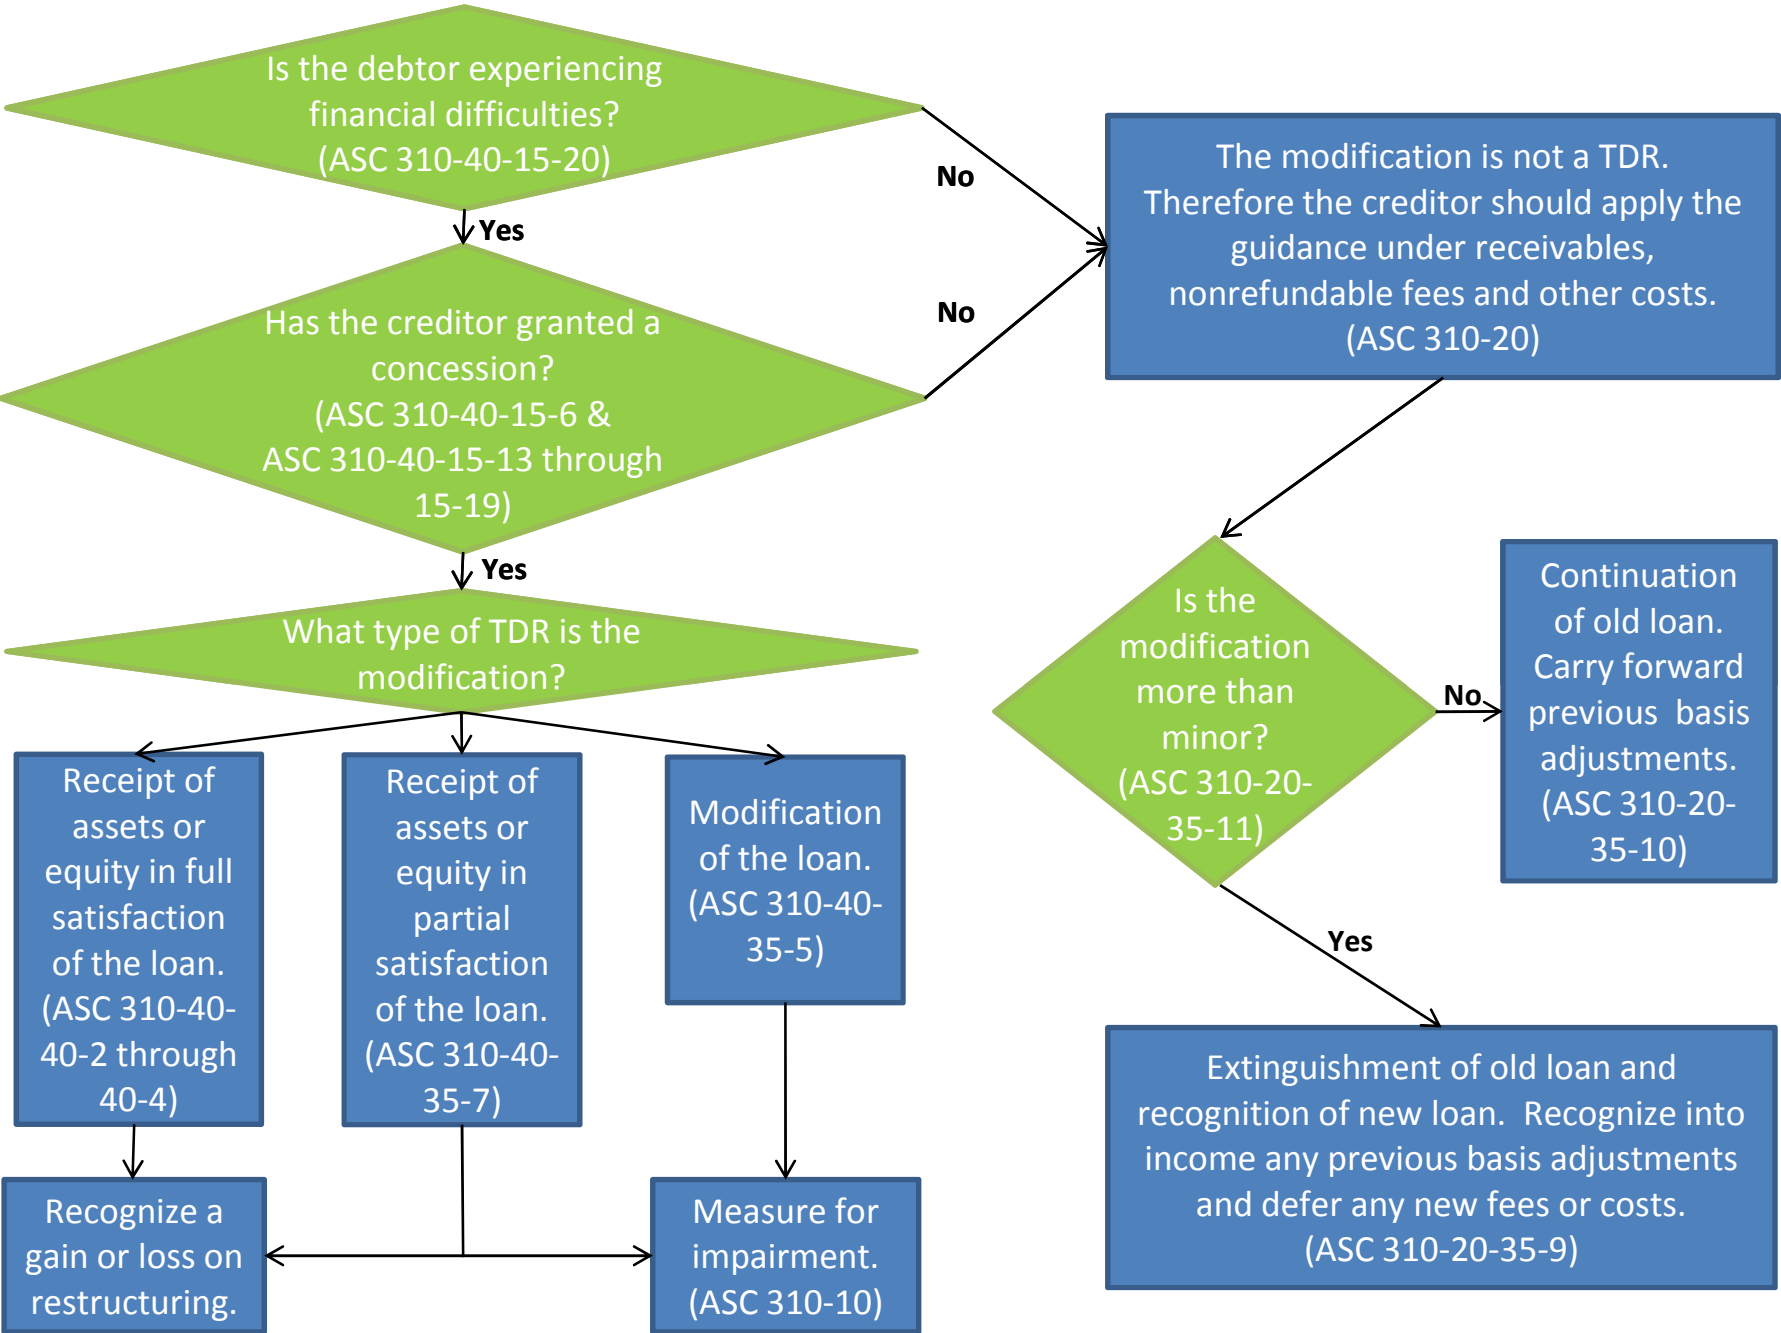 Is the debtor experiencing
financial difficulties?
(ASC 310-40-15-20)
No
Yes
The modification is not a TDR.
Therefore the creditor should apply the
guidance under receivables,
nonrefundable fees and other costs.
(ASC 310-20)
Has the creditor granted a
concession?
(ASC 310-40-15-6 &
ASC 310-40-15-13 through
15-19)
No
Yes
What type of TDR is the
modification?
Is the
modification
more than
minor?
(ASC 310-20-
35-11)
No
Continuation
of old loan.
Carry forward
previous  basis
adjustments.
(ASC 310-20-
35-10)
Receipt of
assets or
equity in full
satisfaction
of the loan.
(ASC 310-40-
40-2 through
40-4)
Receipt of
assets or
equity in
partial
satisfaction
of the loan.
(ASC 310-40-
35-7)
Modification
of the loan.
(ASC 310-40-
35-5)
Yes
Extinguishment of old loan and
recognition of new loan.  Recognize into
income any previous basis adjustments
and defer any new fees or costs.
(ASC 310-20-35-9)
Recognize a
gain or loss on
restructuring.
Measure for
impairment.
(ASC 310-10)